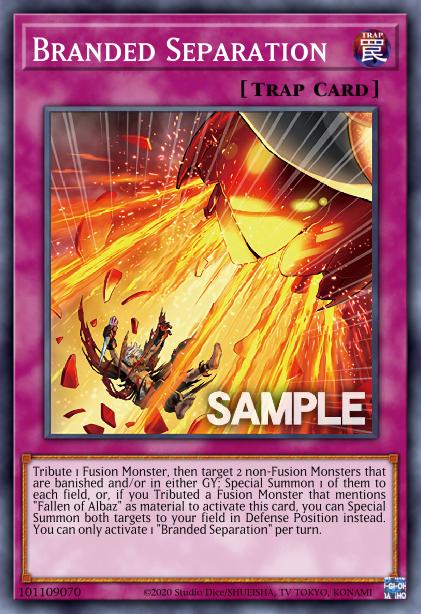 Branded Separation
TRAP
罠
[Trap Card]
SAMPLE
Tribute 1 Fusion Monster, then target 2 non-Fusion Monsters that
are banished and/or in either GY; Special Summon 1 of them to
each field, or, if you Tributed a Fusion Monster that mentions
"Fallen of Albaz" as material to activate this card, you can Special
Summon both targets to your field in Defense Position instead.
You can only activate 1 "Branded Separation" per turn.
101109070
©2020 Studio Dice/SHUEISHA, TV TOKYO, KONAMI